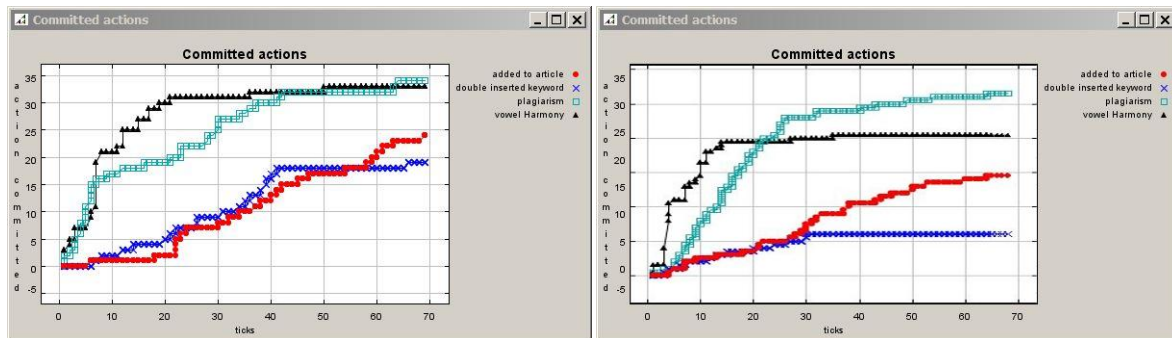 Committed actions
Committed actions
35
30
25
20
15
10
5
0
-5
action committed
0 10 20 30 40 50 60 70
ticks
added to article
double inserted keyword
plagiarism
vowel Harmony
Committed actions
Committed actions
35
30
25
20
15
10
5
0
-5
action committed
0 10 20 30 40 50 60 70
ticks
added to article
double inserted keyword
plagiarism
vowel Harmony